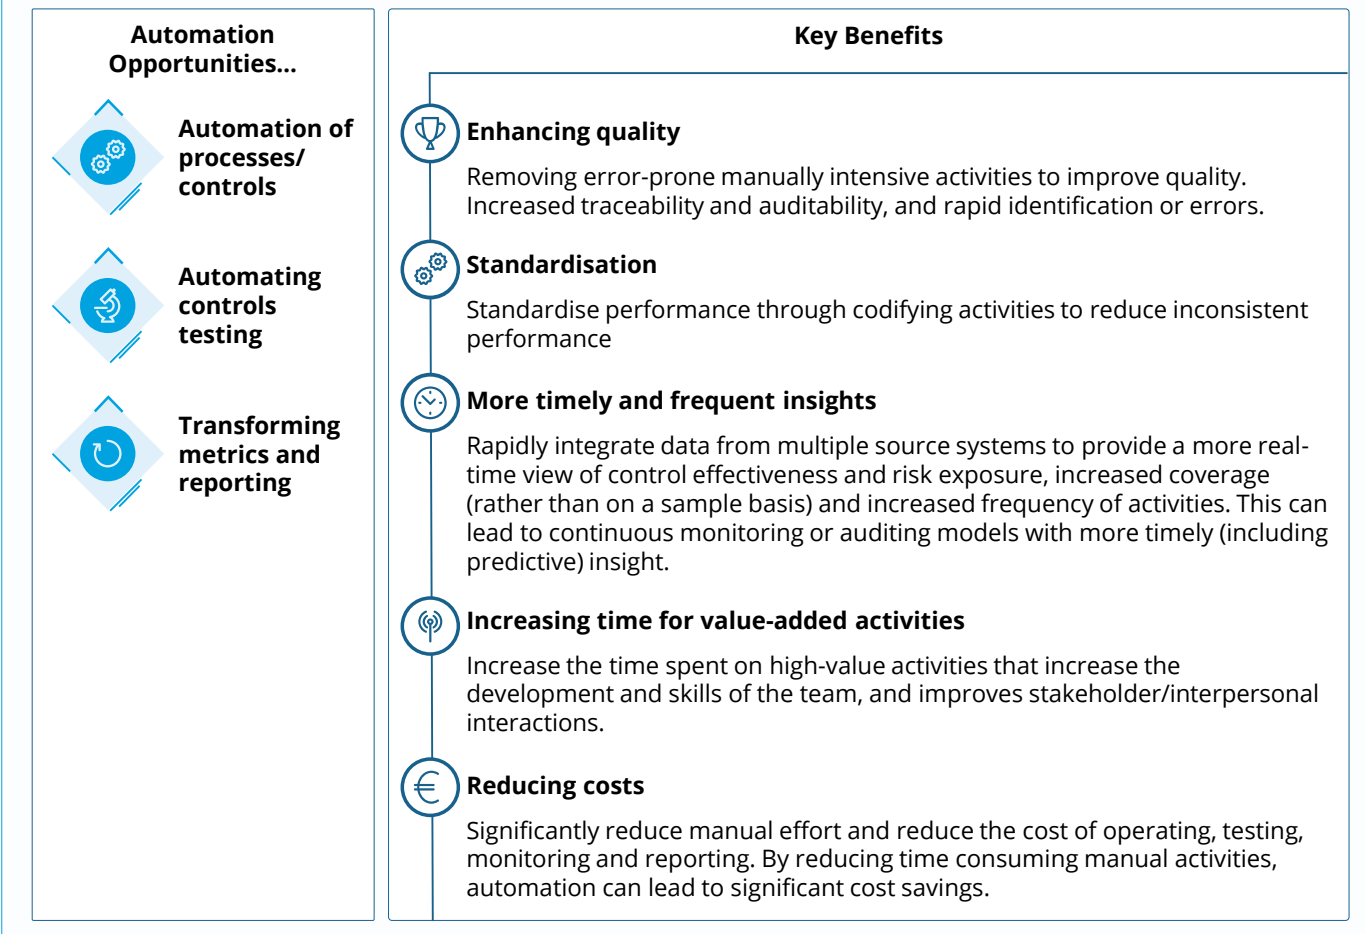 Automation
Opportunities...
Automation of
processes/
controls
Automating
controls
testing
Transforming
metrics and
reporting
Key Benefits
Enhancing quality
Removing error-prone manually intensive activities to improve quality.
Increased traceability and auditability, and rapid identification or errors.
Standardisation
Standardise performance through codifying activities to reduce inconsistent
performance
More timely and frequent insights
Rapidly integrate data from multiple source systems to provide a more real-
time view of control effectiveness and risk exposure, increased coverage
(rather than on a sample basis) and increased frequency of activities. This can
lead to continuous monitoring or auditing models with more timely (including
predictive) insight.
Increasing time for value-added activities
Increase the time spent on high-value activities that increase the
development and skills of the team, and improves stakeholder/interpersonal
interactions.
Reducing costs
Significantly reduce manual effort and reduce the cost of operating, testing,
monitoring and reporting. By reducing time consuming manual activities,
automation can lead to significant cost savings.